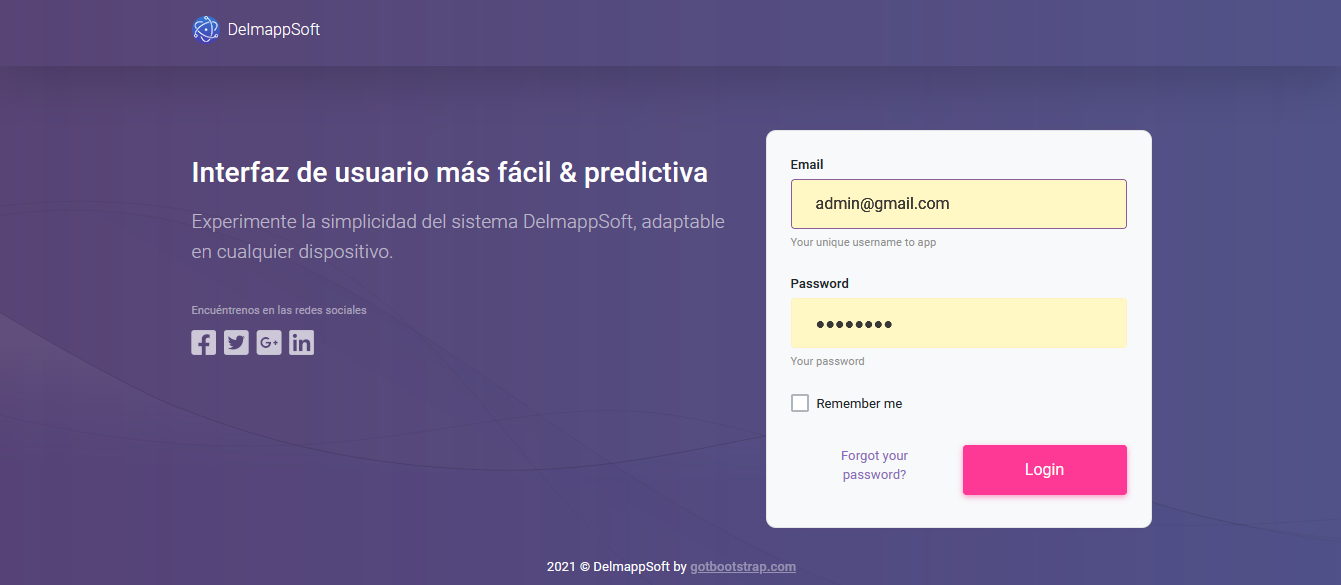 DelmappSoft
Interfaz de usuario más fácil & predictiva
Experimente la simplicidad del sistema DelmappSoft, adaptable
en cualquier dispositivo.
Encuéntrenos en las redes sociales
Email
admin@gmail.com
Your unique username to app
Password
••••••••
Your password
Remember me
Forgot your
password?
Login
2021 © DelmappSoft by gotbootstrap.com